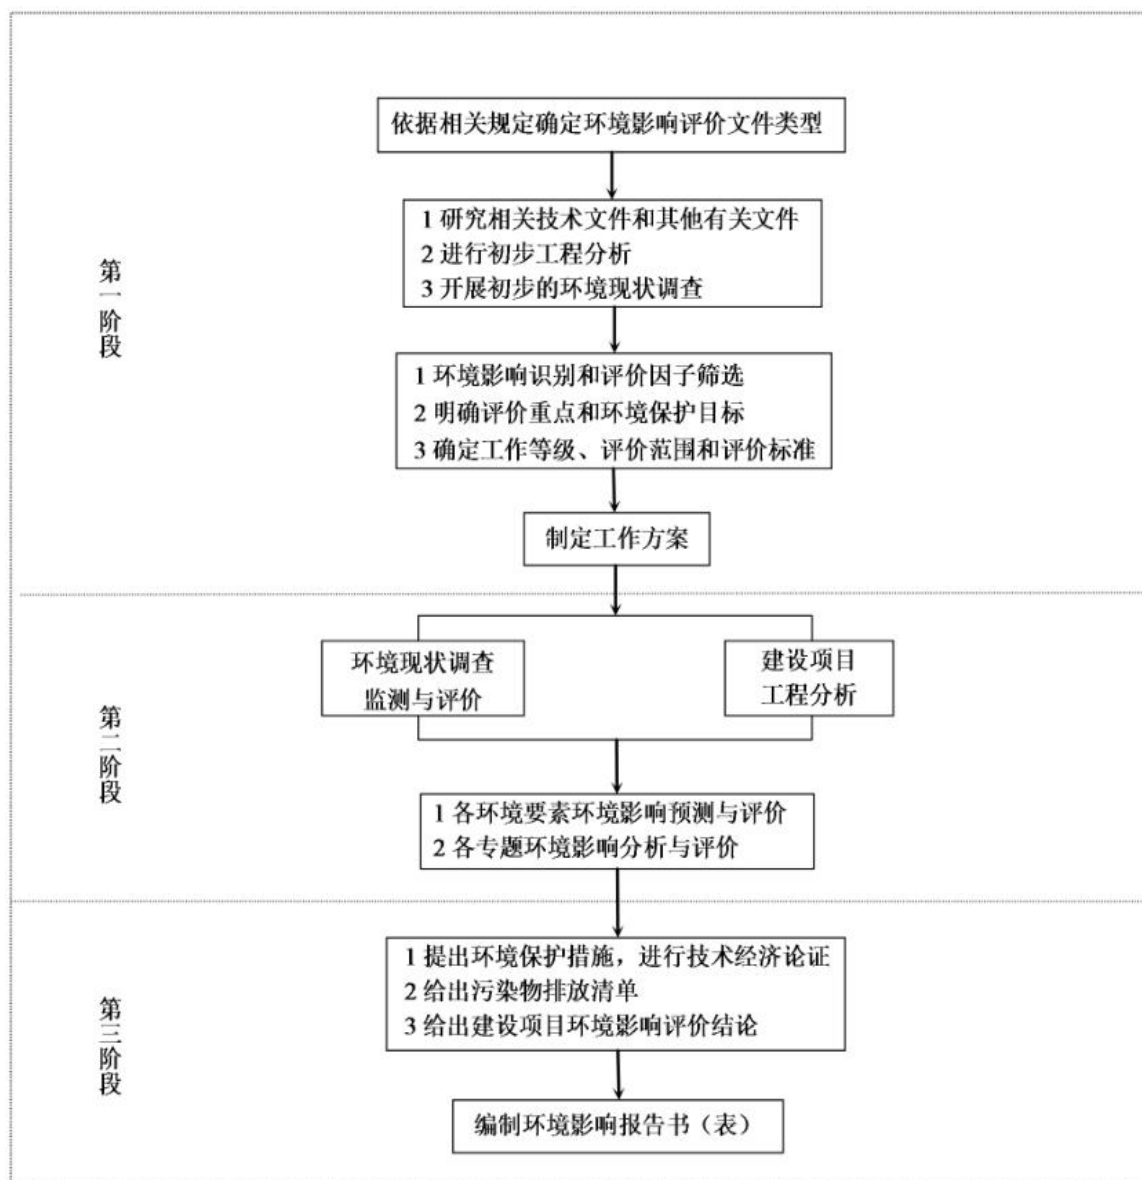 依据相关规定确定环境影响评价文件类型
1 研究相关技术文件和其他有关文件
2 进行初步工程分析
3 开展初步的环境现状调查
第一阶段
1 环境影响识别和评价因子筛选
2 明确评价重点和环境保护目标
3 确定工作等级、评价范围和评价标准
制定工作方案
环境现状调查
监测与评价
建设项目
工程分析
第二阶段
1 各环境要素环境影响预测与评价
2 各专题环境影响分析与评价
1 提出环境保护措施，进行技术经济论证
2 给出污染物排放清单
3 给出建设项目环境影响评价结论
第三阶段
编制环境影响报告书（表）